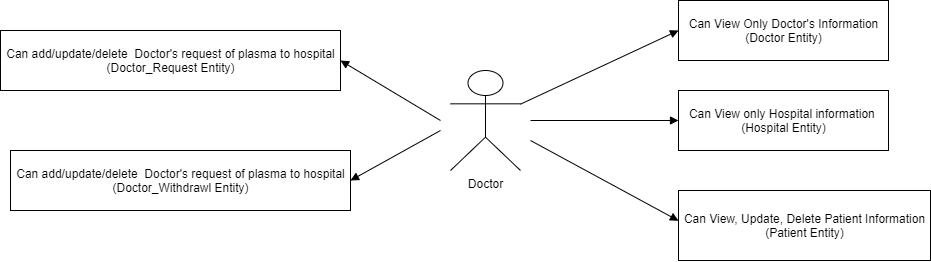 Can add/update/delete  Doctor's request of plasma to hospital
(Doctor_Request Entity)
Can add/update/delete  Doctor's request of plasma to hospital
(Doctor_Withdrawl Entity)
Doctor
Can View Only Doctor's Information
(Doctor Entity)
Can View only Hospital information
(Hospital Entity)
Can View, Update, Delete Patient Information
(Patient Entity)